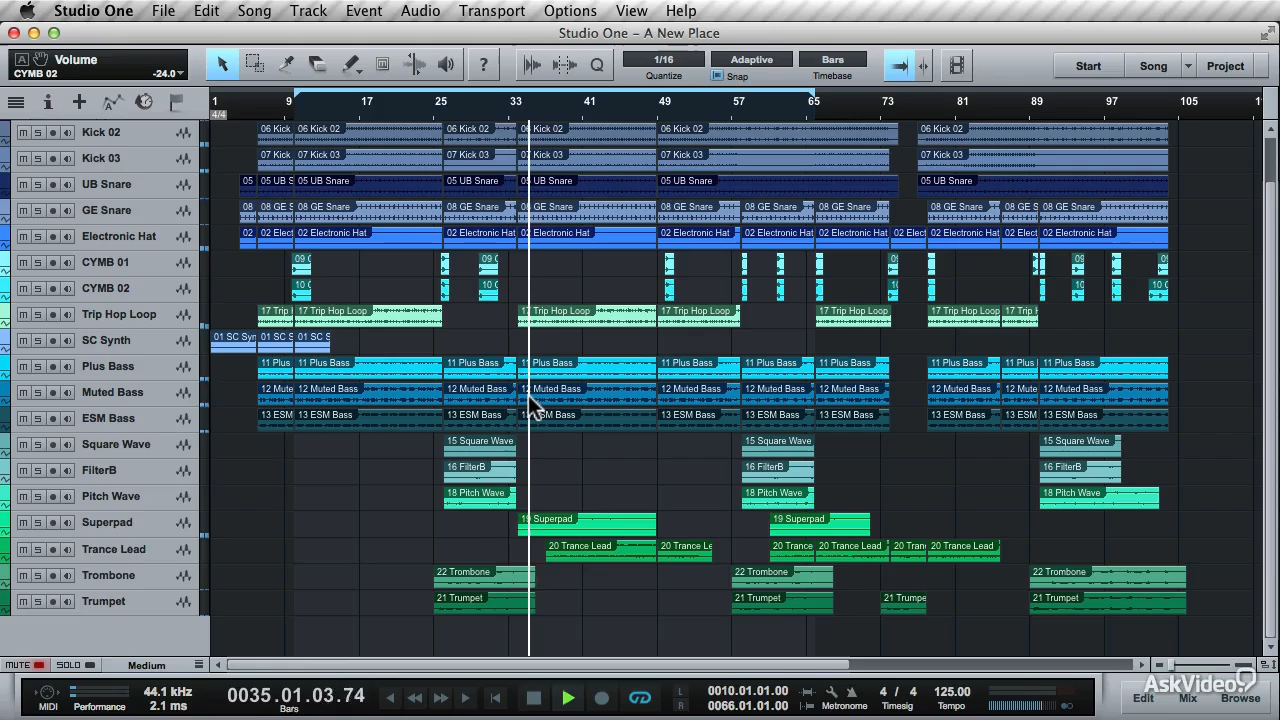 Studio One File Edit Song Track Event Audio Transport Options View Help
Studio One - A New Place
A Volume
CYMB 02 -24.0
?
1/16 Adaptive Bars
Quantize Snap Timebase
Start Song Project
1 9 17 25 33 41 49 57 65 73 81 89 97 105
4/4
M S Kick 02 06 Kick 06 Kick 02 06 Kick 02 06 Kick 02 06 Kick 02 06 Kick 02
M S Kick 03 07 Kick 07 Kick 03 07 Kick 03 07 Kick 03 07 Kick 03 07 Kick 03
M S UB Snare 05 05 UB S 05 UB Snare 05 UB Snare 05 UB Snare 05 UB Snare 05 UB Snare
M S GE Snare 08 08 GE S 08 GE Snare 08 GE Snare 08 GE Snare 08 GE Snare 08 GE Snare 08 GE Snare 08 GE Snare 08 GE S 08 GE Snare
M S Electronic Hat 02 02 Elect 02 Electronic Hat 02 Electronic 02 Electronic Hat 02 Electronic 02 Electronic H 02 Electronic H 02 Elect 02 Electronic 02 Elect 02 Electronic Hat
M S CYMB 01 09 C 09 C 09 09 09
M S CYMB 02 10 C 10 C 10 10 10 C
M S Trip Hop Loop 17 Trip H 17 Trip Hop Loop 17 Trip Hop Loop 17 Trip Hop Loop 17 Trip Hop Loop 17 Trip Hop Loop 17 Trip H
M S SC Synth 01 SC Syn 01 SC S 01 SC S
M S Plus Bass 11 Plus 11 Plus Bass 11 Plus Bass 11 Plus Bass 11 Plus Bass 11 Plus Bass 11 Plus Bass 11 Plus Bass 11 Plus 11 Plus Bass
M S Muted Bass 12 Mute 12 Muted Bass 12 Muted Bass 12 Muted Bass 12 Muted Bass 12 Muted Bass 12 Muted Bass 12 Muted Bass 12 Mute 12 Muted Bass
M S ESM Bass 13 ESM 13 ESM Bass 13 ESM Bass 13 ESM Bass 13 ESM Bass 13 ESM Bass 13 ESM Bass 13 ESM Bass 13 ESM 13 ESM Bass
M S Square Wave 15 Square Wave 15 Square Wave 15 Square Wave
M S FilterB 16 FilterB 16 FilterB 16 FilterB
M S Pitch Wave 18 Pitch Wave 18 Pitch Wave 18 Pitch Wave
M S Superpad 19 Superpad 19 Superpad
M S Trance Lead 20 Trance Lead 20 Trance Le 20 Trance 20 Trance Lead 20 Tran 20 Trance Lead
M S Trombone 22 Trombone 22 Trombone 22 Trombone
M S Trumpet 21 Trumpet 21 Trumpet 21 Trumpe 21 Trumpet
MUTE SOLO Medium
MIDI Performance 44.1 kHz 2.1 ms 0035.01.03.74 Bars L 0010.01.01.00 R 0066.01.01.00 Metronome 4 / 4 Timesig 125.00 Tempo Edit Mix Browse
AskVideo